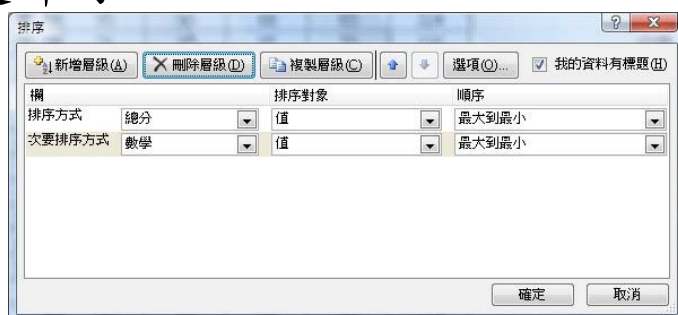 排序
新增層級(A) 刪除層級(D) 複製層級(C) 選項(O)... 我的資料有標題(H)
欄 排序對象 順序
排序方式 總分 值 最大到最小
次要排序方式 數學 值 最大到最小
確定 取消